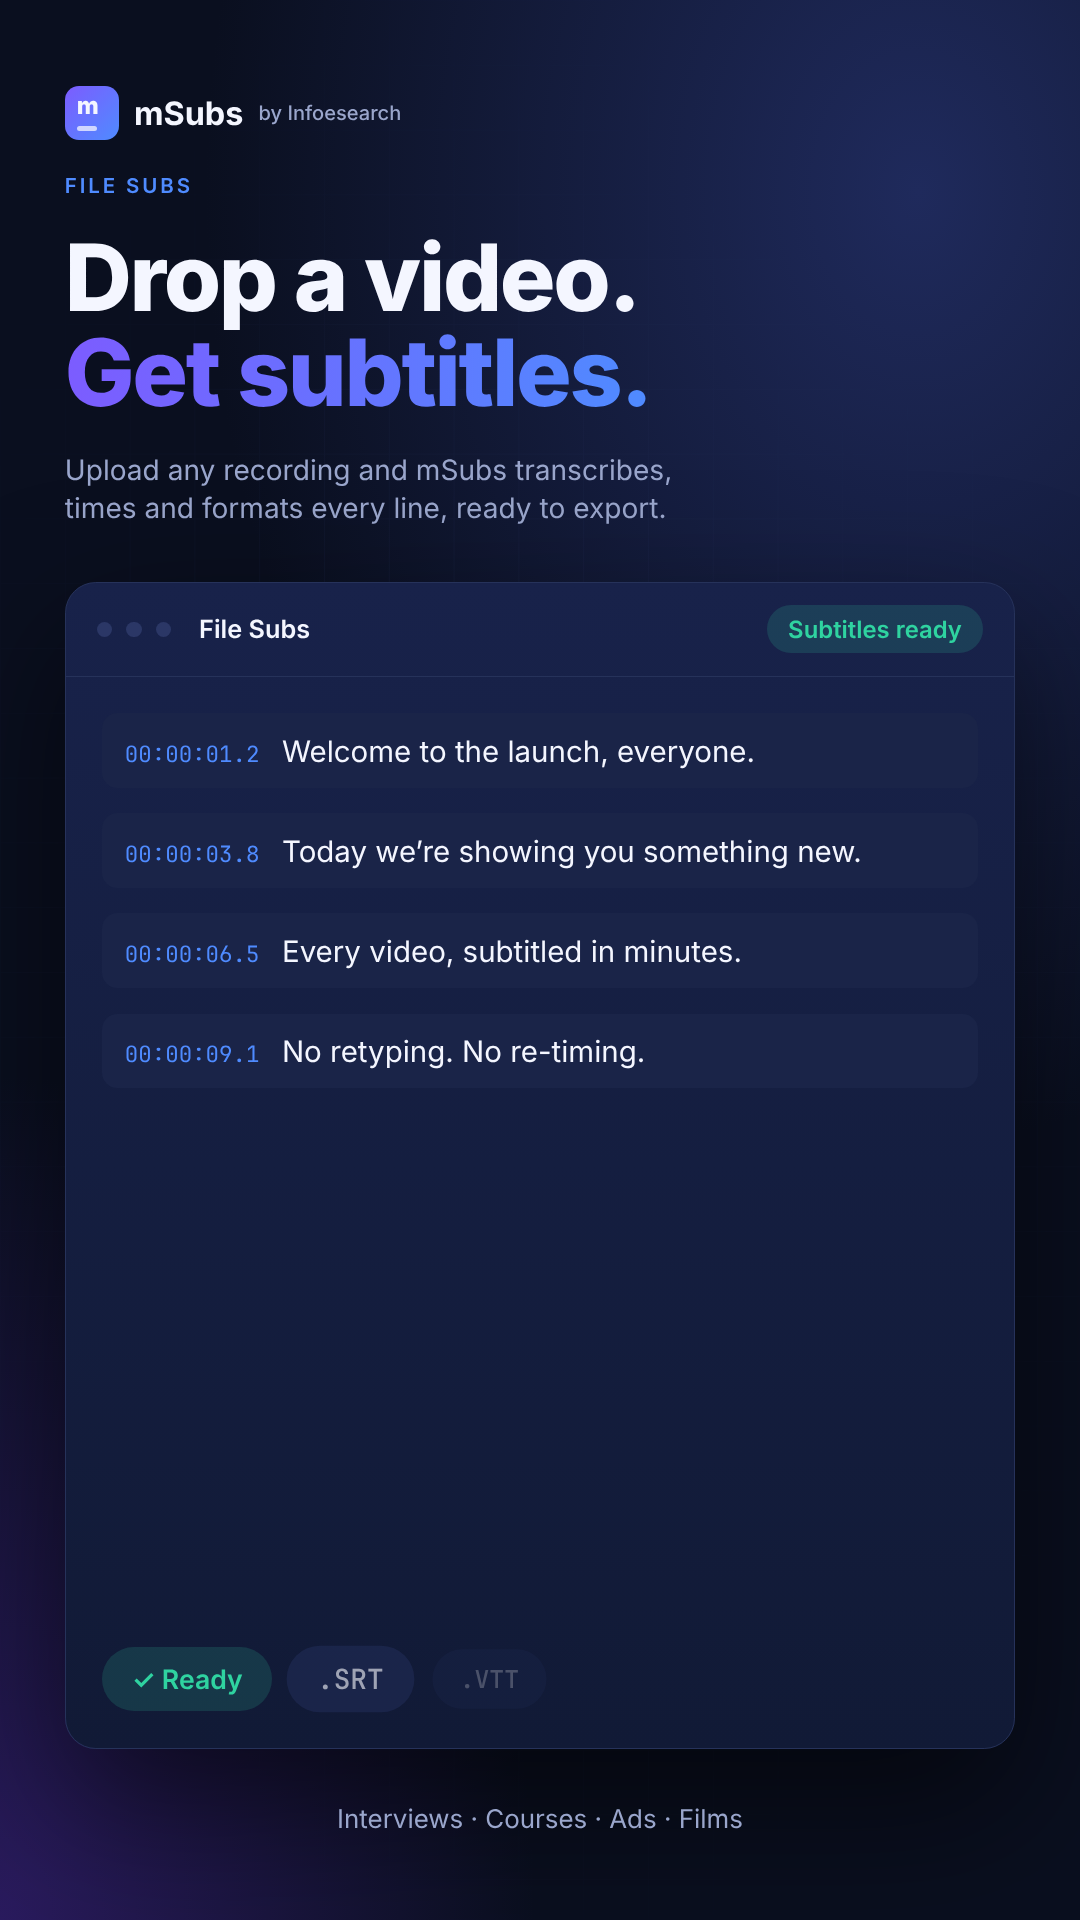 m
mSubs by Infoesearch
FILE SUBS
Drop a video.
Get subtitles.
Upload any recording and mSubs transcribes,
times and formats every line, ready to export.
File Subs
Subtitles ready
00:00:01.2 Welcome to the launch, everyone.
00:00:03.8 Today we’re showing you something new.
00:00:06.5 Every video, subtitled in minutes.
00:00:09.1 No retyping. No re-timing.
✓ Ready
.SRT
.VTT
Interviews · Courses · Ads · Films